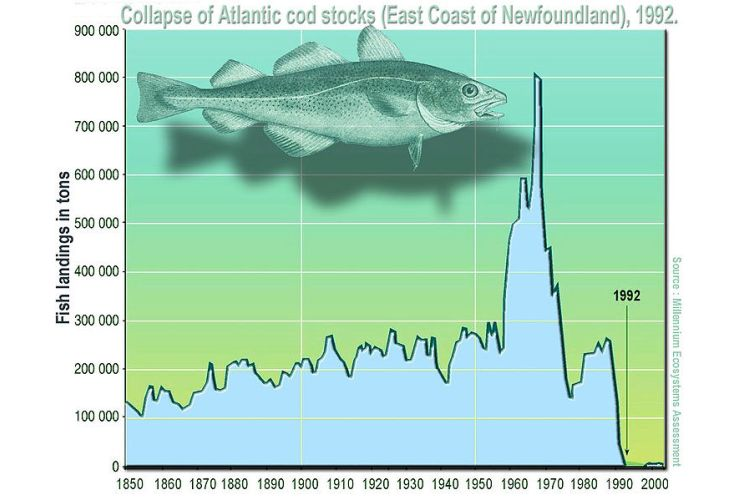 Collapse of Atlantic cod stocks (East Coast of Newfoundland), 1992.
900 000
800 000
700 000
600 000
500 000
400 000
300 000
200 000
100 000
0
Fish landings in tons
1992
Source : Millennium Ecosystems Assessment
1850 1860 1870 1880 1890 1900 1910 1920 1930 1940 1950 1960 1970 1980 1990 2000